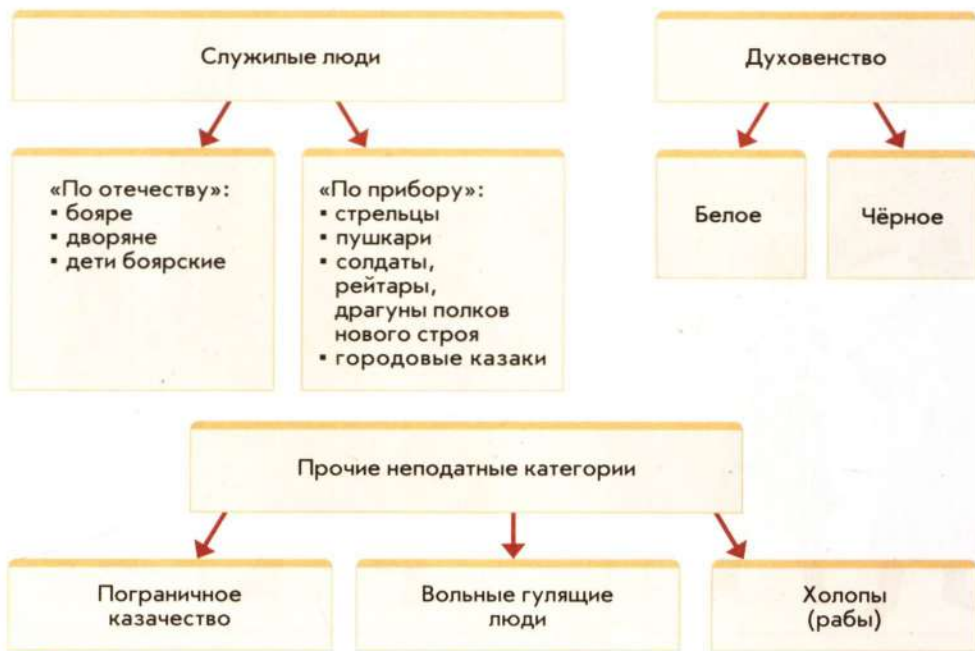 Служилые люди
Духовенство
«По отечеству»:
▪ бояре
▪ дворяне
▪ дети боярские
«По прибору»:
▪ стрельцы
▪ пушкари
▪ солдаты,
рейтары,
драгуны полков
нового строя
▪ городовые казаки
Белое
Чёрное
Прочие неподатные категории
Пограничное
казачество
Вольные гулящие
люди
Холопы
(рабы)